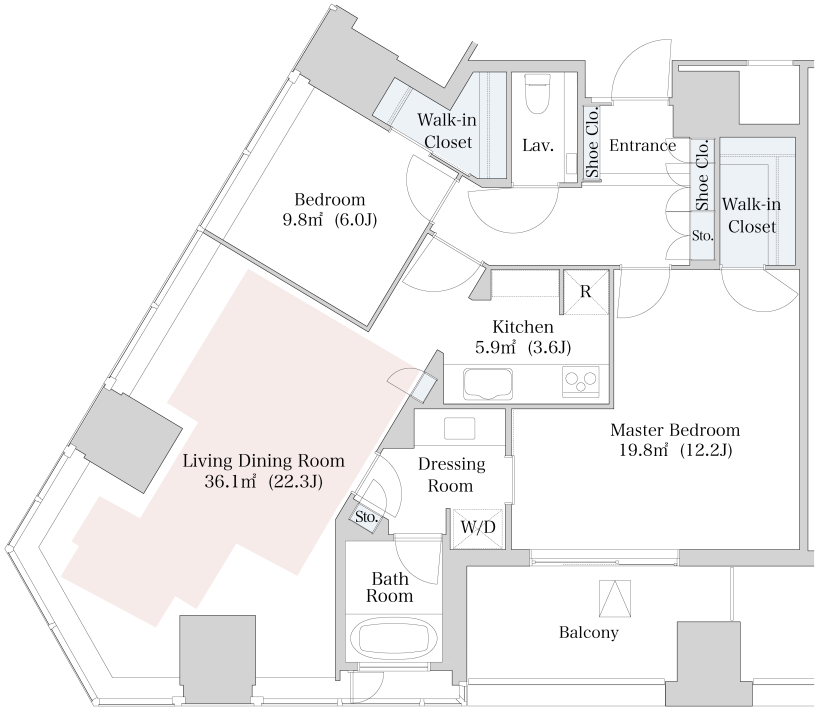 Walk-in
Closet
Lav.
Shoe Clo.
Entrance
Shoe Clo.
Walk-in
Closet
Sto.
Bedroom
9.8㎡ (6.0J)
R
Kitchen
5.9㎡ (3.6J)
Master Bedroom
19.8㎡ (12.2J)
Living Dining Room
36.1㎡ (22.3J)
Dressing
Room
Sto.
W/D
Bath
Room
Balcony